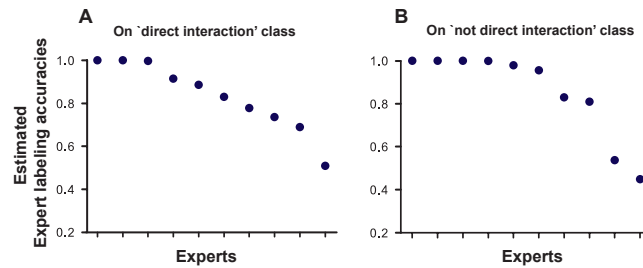 A
On `direct interaction' class
B
On `not direct interaction' class
Estimated
Expert labeling accuracies
1.0
0.8
0.6
0.4
0.2
Experts
1.0
0.8
0.6
0.4
0.2
Experts